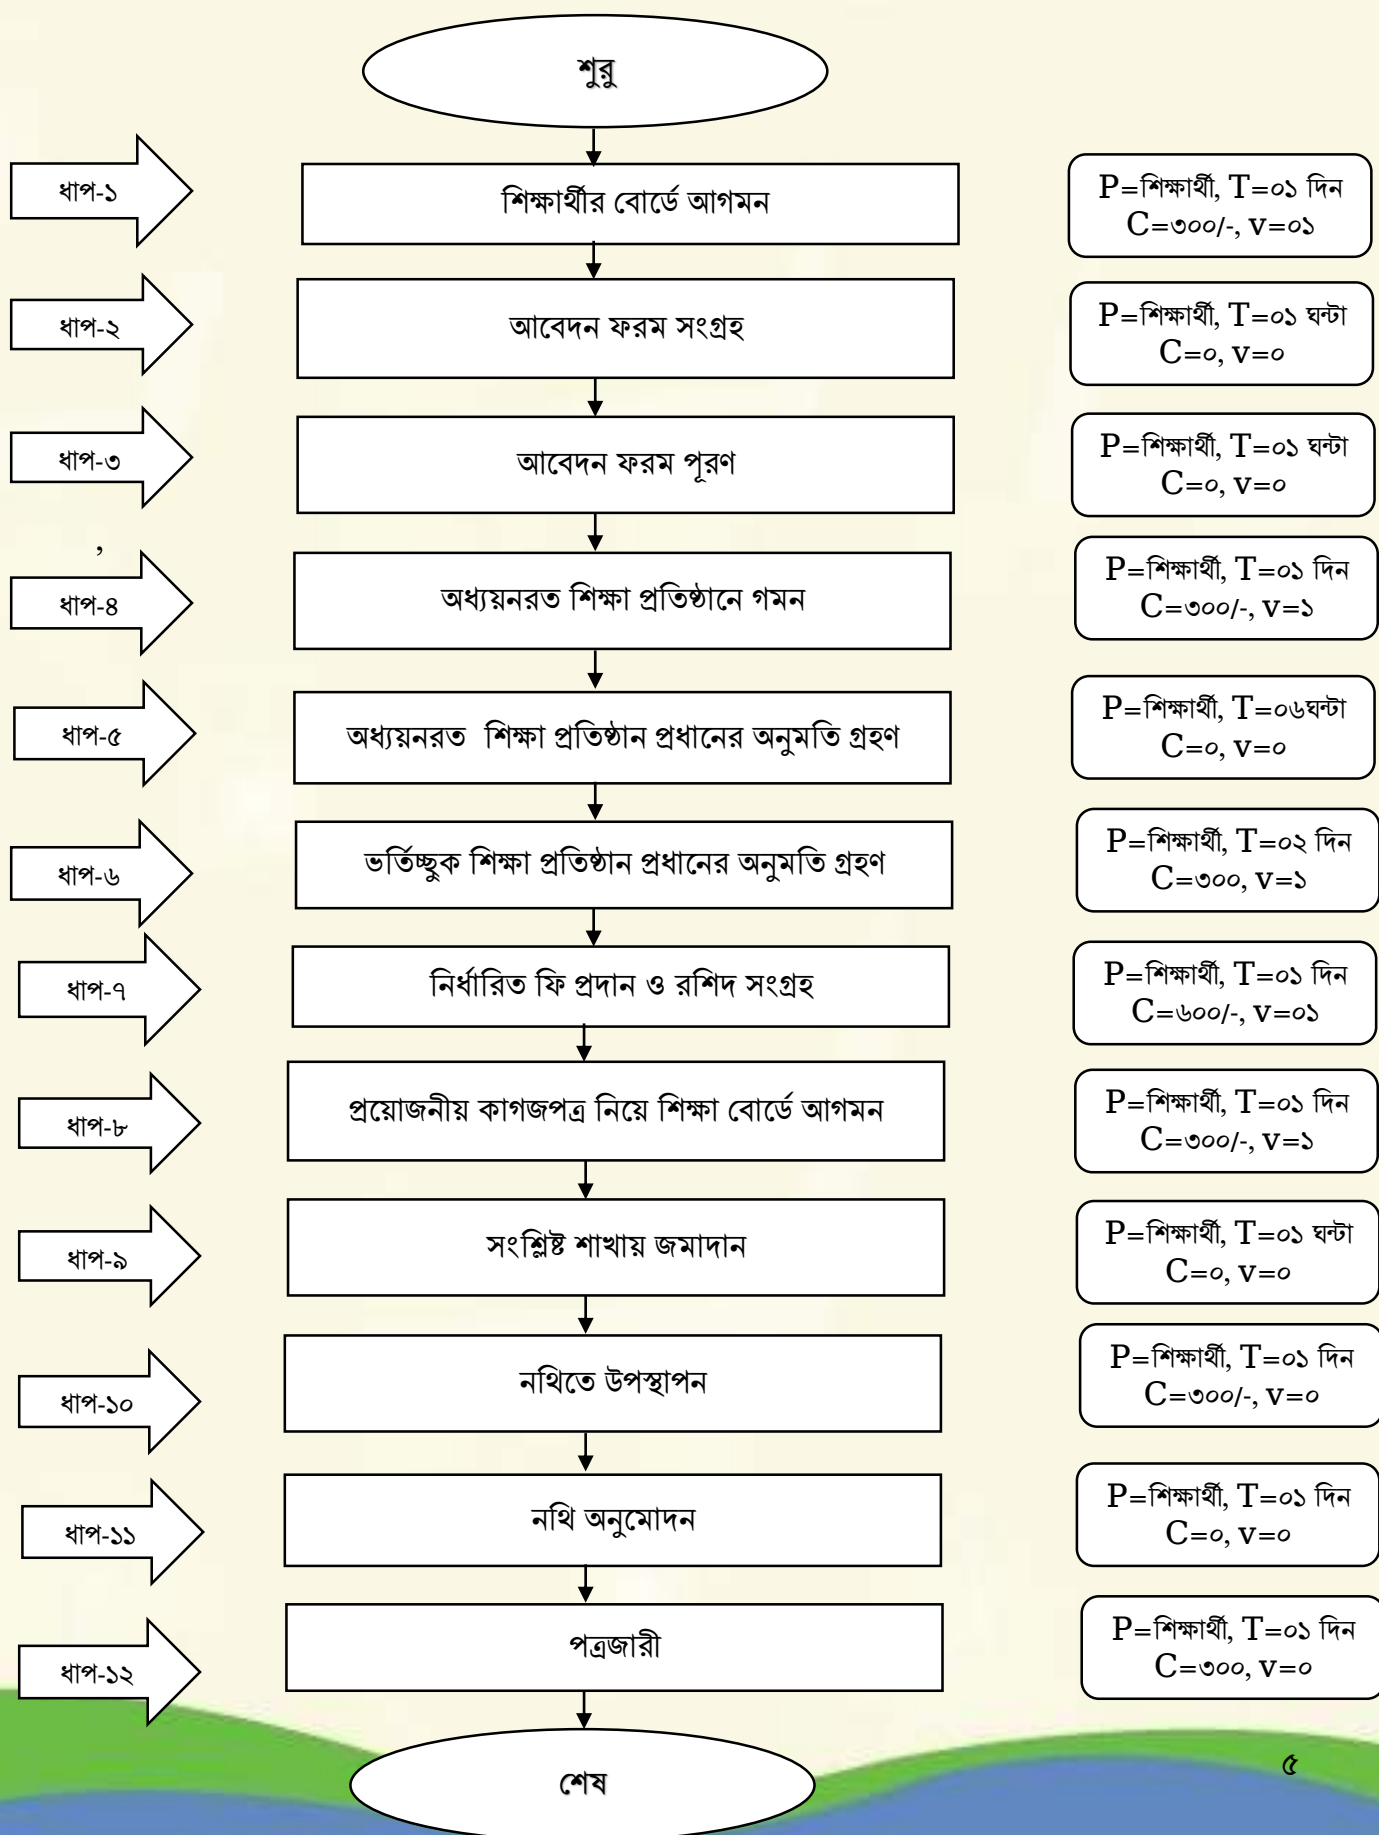 শুরু
ধাপ-১
শিক্ষার্থীর বোর্ডে আগমন
P=শিক্ষার্থী, T=০১ দিন
C=৩০০/-, v=০১
ধাপ-২
আবেদন ফরম সংগ্রহ
P=শিক্ষার্থী, T=০১ ঘন্টা
C=০, v=০
ধাপ-৩
আবেদন ফরম পূরণ
P=শিক্ষার্থী, T=০১ ঘন্টা
C=০, v=০
,
ধাপ-৪
অধ্যয়নরত শিক্ষা প্রতিষ্ঠানে গমন
P=শিক্ষার্থী, T=০১ দিন
C=৩০০/-, v=১
ধাপ-৫
অধ্যয়নরত শিক্ষা প্রতিষ্ঠান প্রধানের অনুমতি গ্রহণ
P=শিক্ষার্থী, T=০৬ঘন্টা
C=০, v=০
ধাপ-৬
ভর্তিচ্ছুক শিক্ষা প্রতিষ্ঠান প্রধানের অনুমতি গ্রহণ
P=শিক্ষার্থী, T=০২ দিন
C=৩০০, v=১
ধাপ-৭
নির্ধারিত ফি প্রদান ও রশিদ সংগ্রহ
P=শিক্ষার্থী, T=০১ দিন
C=৬০০/-, v=০১
ধাপ-৮
প্রয়োজনীয় কাগজপত্র নিয়ে শিক্ষা বোর্ডে আগমন
P=শিক্ষার্থী, T=০১ দিন
C=৩০০/-, v=১
ধাপ-৯
সংশ্লিষ্ট শাখায় জমাদান
P=শিক্ষার্থী, T=০১ ঘন্টা
C=০, v=০
ধাপ-১০
নথিতে উপস্থাপন
P=শিক্ষার্থী, T=০১ দিন
C=৩০০/-, v=০
ধাপ-১১
নথি অনুমোদন
P=শিক্ষার্থী, T=০১ দিন
C=০, v=০
ধাপ-১২
পত্রজারী
P=শিক্ষার্থী, T=০১ দিন
C=৩০০, v=০
শেষ
৫